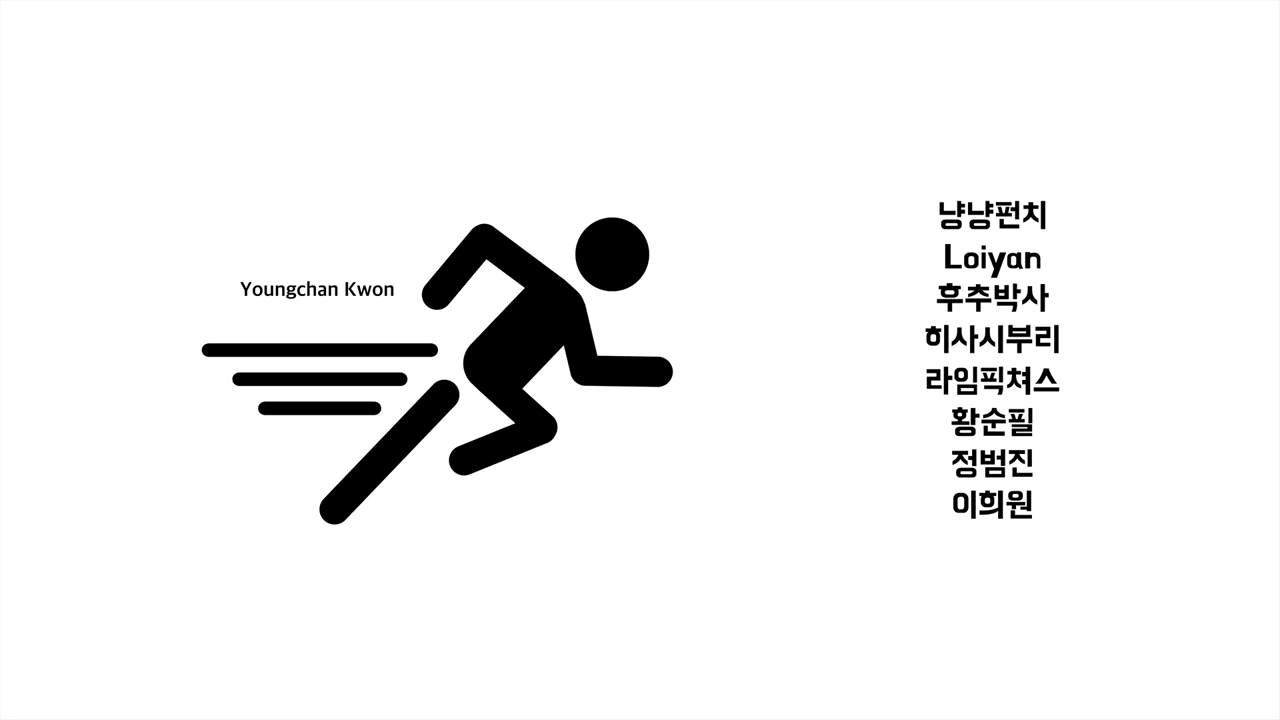 Youngchan Kwon
냥냥펀치
Loiyan
후추박사
히사시부리
라임픽쳐스
황순필
정범진
이희원